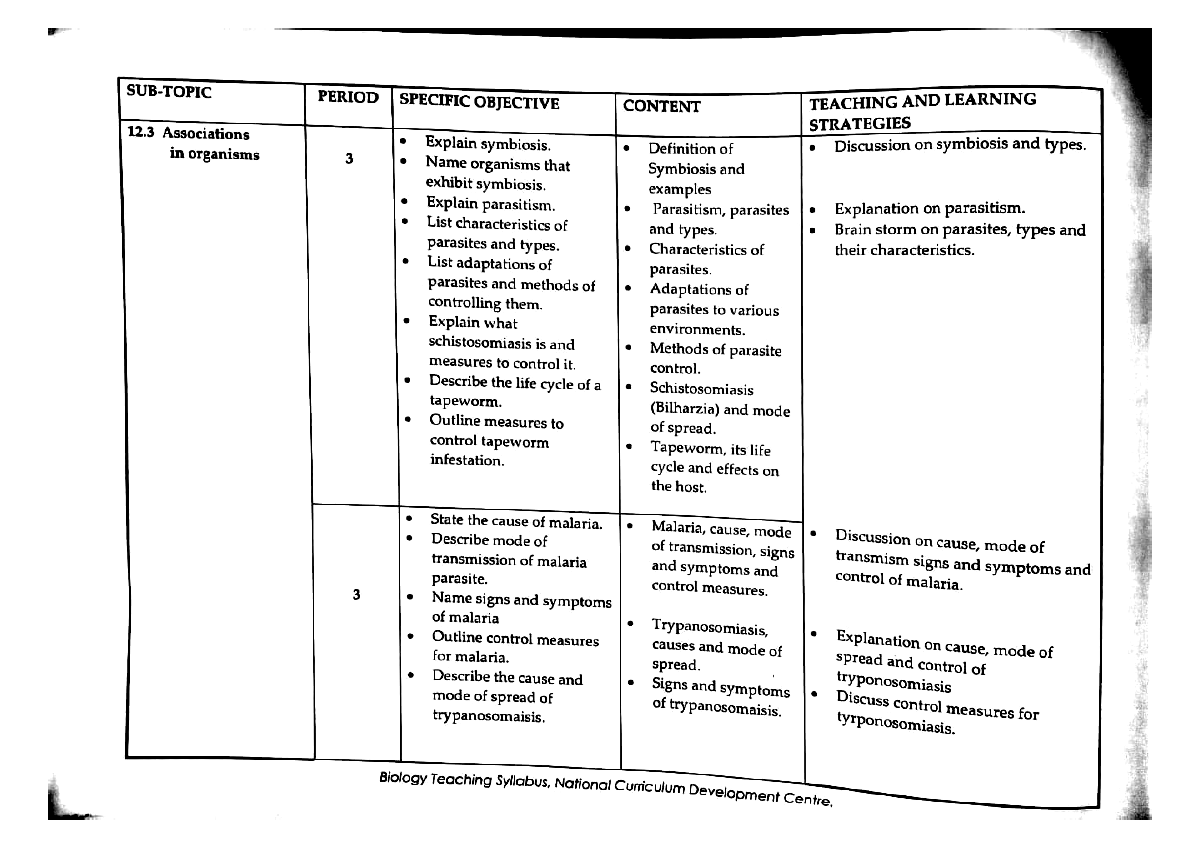 SUB-TOPIC
PERIOD
SPECIFIC OBJECTIVE
CONTENT
TEACHING AND LEARNING
STRATEGIES
12.3 Associations
in organisms
3
• Explain symbiosis.
• Name organisms that
exhibit symbiosis.
• Explain parasitism.
• List characteristics of
parasites and types.
• List adaptations of
parasites and methods of
controlling them.
• Explain what
schistosomiasis is and
measures to control it.
• Describe the life cycle of a
tapeworm.
• Outline measures to
control tapeworm
infestation.
• Definition of
Symbiosis and
examples
• Parasitism, parasites
and types.
• Characteristics of
parasites.
• Adaptations of
parasites to various
environments.
• Methods of parasite
control.
• Schistosomiasis
(Bilharzia) and mode
of spread.
• Tapeworm, its life
cycle and effects on
the host.
• Discussion on symbiosis and types.
• Explanation on parasitism.
• Brain storm on parasites, types and
their characteristics.
3
• State the cause of malaria.
• Describe mode of
transmission of malaria
parasite.
• Name signs and symptoms
of malaria
• Outline control measures
for malaria.
• Describe the cause and
mode of spread of
trypanosomaisis.
• Malaria, cause, mode
of transmission, signs
and symptoms and
control measures.
• Trypanosomiasis,
causes and mode of
spread.
• Signs and symptoms
of trypanosomaisis.
• Discussion on cause, mode of
transmism signs and symptoms and
control of malaria.
• Explanation on cause, mode of
spread and control of
tryponosomiasis
• Discuss control measures for
tyrponosomiasis.
Biology Teaching Syllabus, National Curriculum Development Centre.